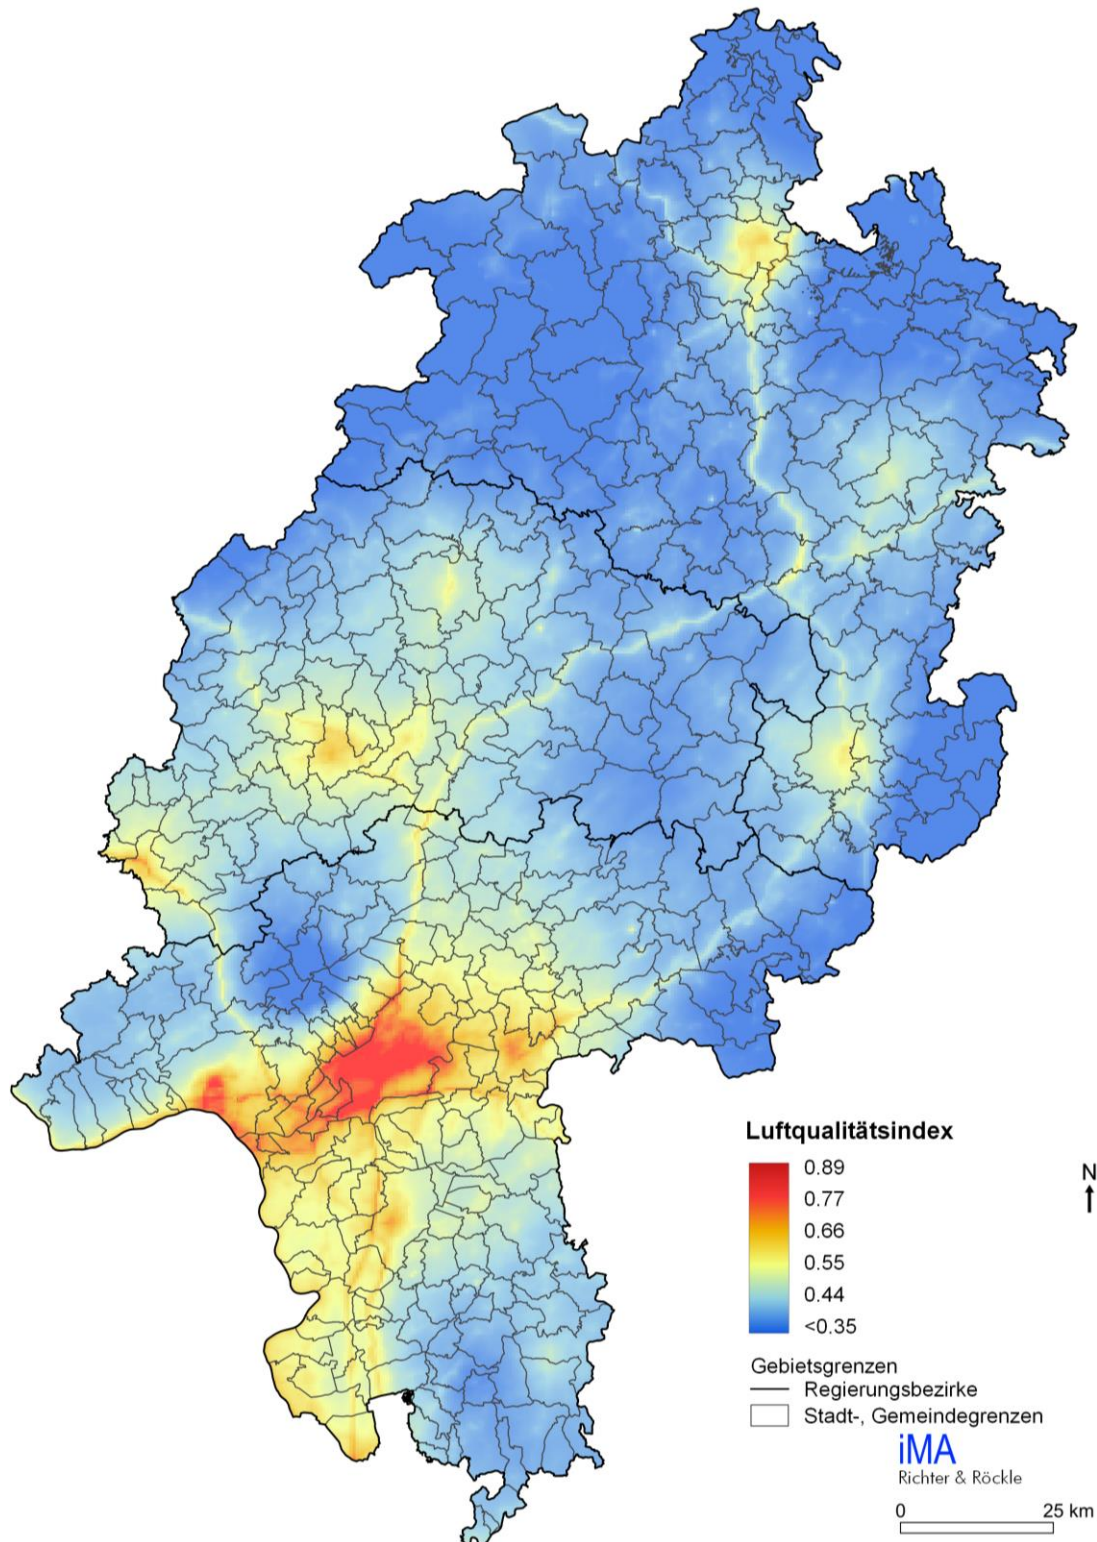 Luftqualitätsindex
0.89
0.77
0.66
0.55
0.44
<0.35
N
Gebietsgrenzen
Regierungsbezirke
Stadt-, Gemeindegrenzen
iMA
Richter & Röckle
0 25 km